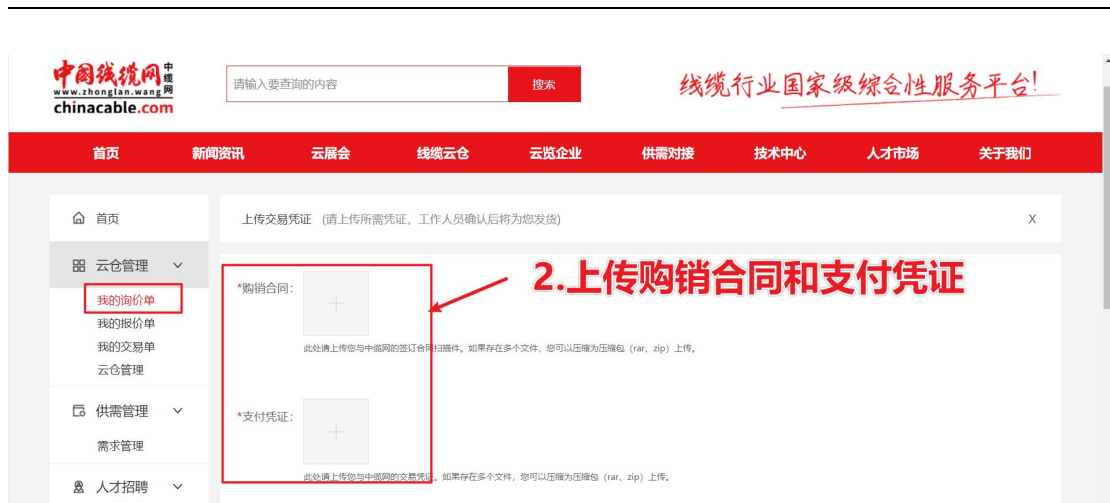 中国线缆网
中缆网
www.zhonglan.wang
chinacable.com
请输入要查询的内容
搜索
线缆行业国家级综合性服务平台!
首页 新闻资讯 云展会 线缆云仓 云览企业 供需对接 技术中心 人才市场 关于我们
首页
云仓管理
我的询价单
我的报价单
我的交易单
云仓管理
供需管理
需求管理
人才招聘
上传交易凭证 (请上传所需凭证，工作人员确认后将为您发货) X
2.上传购销合同和支付凭证
*购销合同:
此处请上传您与中缆网的签订合同扫描件。如果存在多个文件，您可以压缩为压缩包（rar、zip）上传。
*支付凭证:
此处请上传您与中缆网的交易凭证。如果存在多个文件，您可以压缩为压缩包（rar、zip）上传。